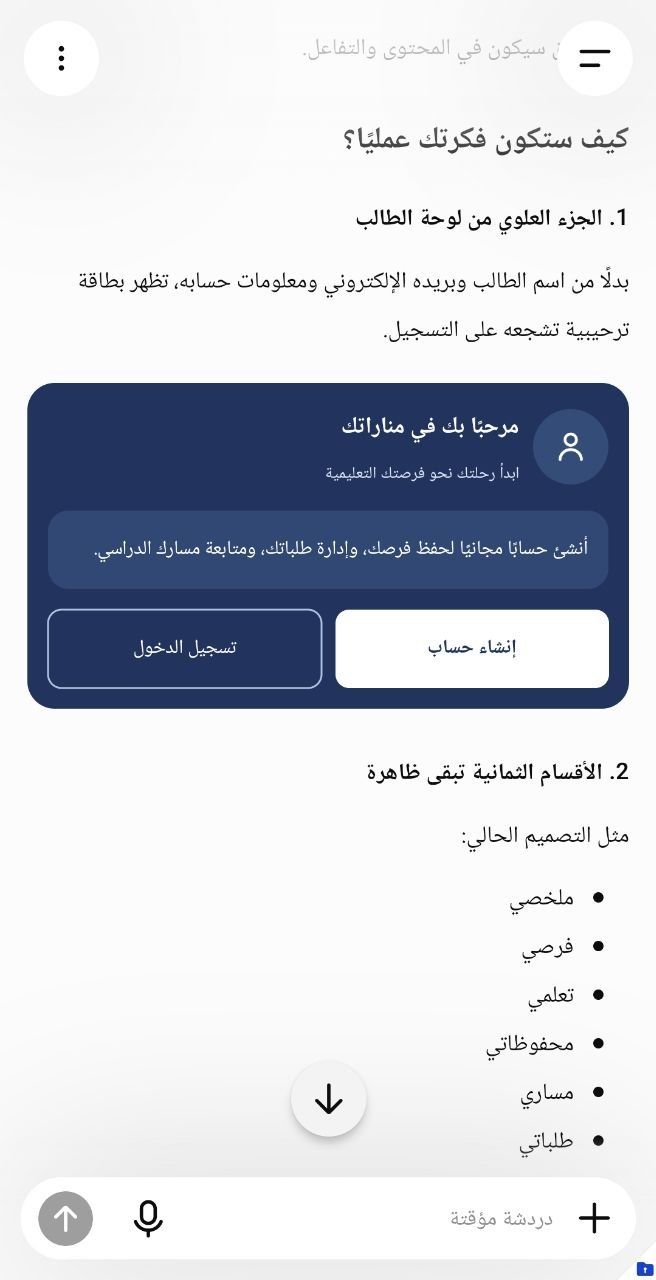 سيكون في المحتوى والتفاعل.
كيف ستكون فكرتك عمليًا؟
1. الجزء العلوي من لوحة الطالب
بدلًا من اسم الطالب وبريده الإلكتروني ومعلومات حسابه، تظهر بطاقة
ترحيبية تشجعه على التسجيل.
مرحبًا بك في مناراتك
ابدأ رحلتك نحو فرصتك التعليمية
أنشئ حسابًا مجانيًا لحفظ فرصك، وإدارة طلباتك، ومتابعة مسارك الدراسي.
إنشاء حساب
تسجيل الدخول
2. الأقسام الثمانية تبقى ظاهرة
مثل التصميم الحالي:
• ملخصي
• فرصي
• تعلمي
• محفوظاتي
• مساري
• طلباتي
دردشة مؤقتة